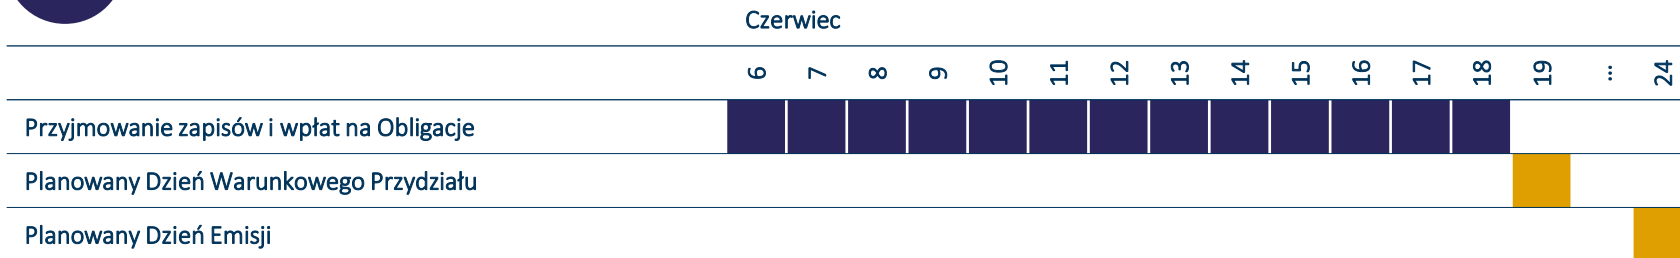 Czerwiec
6 7 8 9 10 11 12 13 14 15 16 17 18 19 ... 24
Przyjmowanie zapisów i wpłat na Obligacje
Planowany Dzień Warunkowego Przydziału
Planowany Dzień Emisji